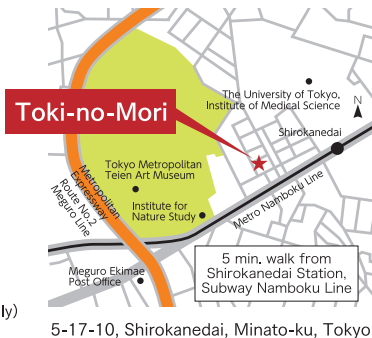 The University of Tokyo,
Institute of Medical Science
N
Toki-no-Mori
Shirokanedai
Tokyo Metropolitan
Teien Art Museum
Institute for
Nature Study
Metropolitan
Expressway
Route No.2
Meguro Line
Metro Namboku Line
Meguro Ekimae
Post Office
5 min. walk from
Shirokanedai Station,
Subway Namboku Line
ly)
5-17-10, Shirokanedai, Minato-ku, Tokyo